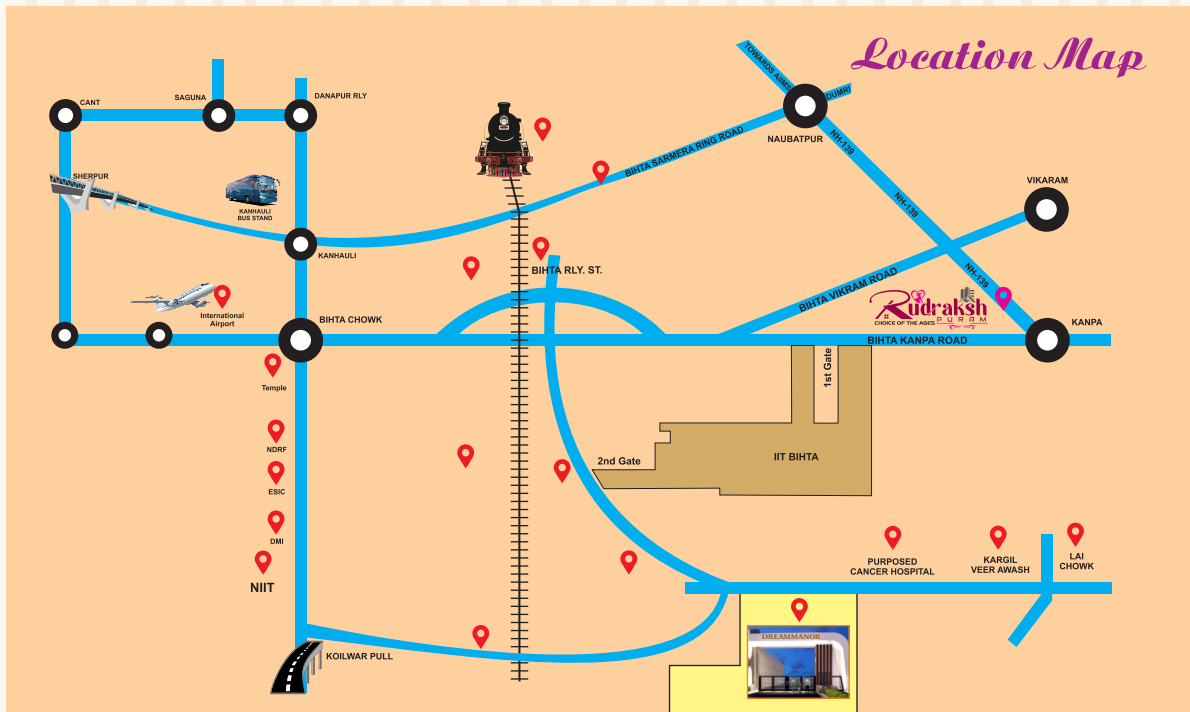 Location Map
TOWARDS AIIMS
DUMRI
NAUBATPUR
CANT
SAGUNA
DANAPUR RLY
SHERPUR
KANHAULI
BUS STAND
BIHTA SARMERA RING ROAD
NH-139
NH-139
NH-139
VIKARAM
KANHAULI
BIHTA RLY. ST.
BIHTA VIKRAM ROAD
International
Airport
BIHTA CHOWK
Rudraksh
PURAM
CHOICE OF THE AGES
KANPA
BIHTA KANPA ROAD
1st Gate
Temple
NDRF
2nd Gate
IIT BIHTA
ESIC
DMI
NIIT
PURPOSED
CANCER HOSPITAL
KARGIL
VEER AWASH
LAI
CHOWK
DREAMMANOR
KOILWAR PULL